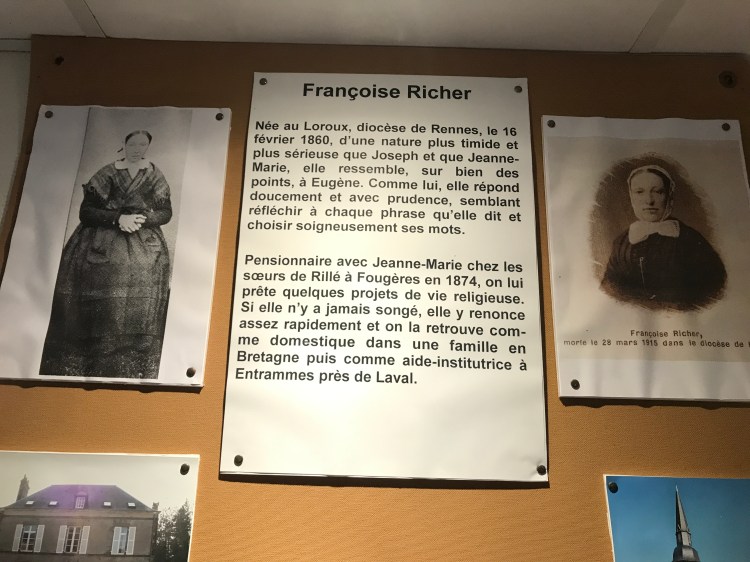 Françoise Richer
Née au Loroux, diocèse de Rennes, le 16
février 1860, d'une nature plus timide et
plus sérieuse que Joseph et que Jeanne-
Marie, elle ressemble, sur bien des
points, à Eugène. Comme lui, elle répond
doucement et avec prudence, semblant
réfléchir à chaque phrase qu'elle dit et
choisir soigneusement ses mots.
Pensionnaire avec Jeanne-Marie chez les
sœurs de Rillé à Fougères en 1874, on lui
prête quelques projets de vie religieuse.
Si elle n'y a jamais songé, elle y renonce
assez rapidement et on la retrouve com-
me domestique dans une famille en
Bretagne puis comme aide-institutrice à
Entrammes près de Laval.
Françoise Richer,
morte le 28 mars 1915 dans le diocèse de